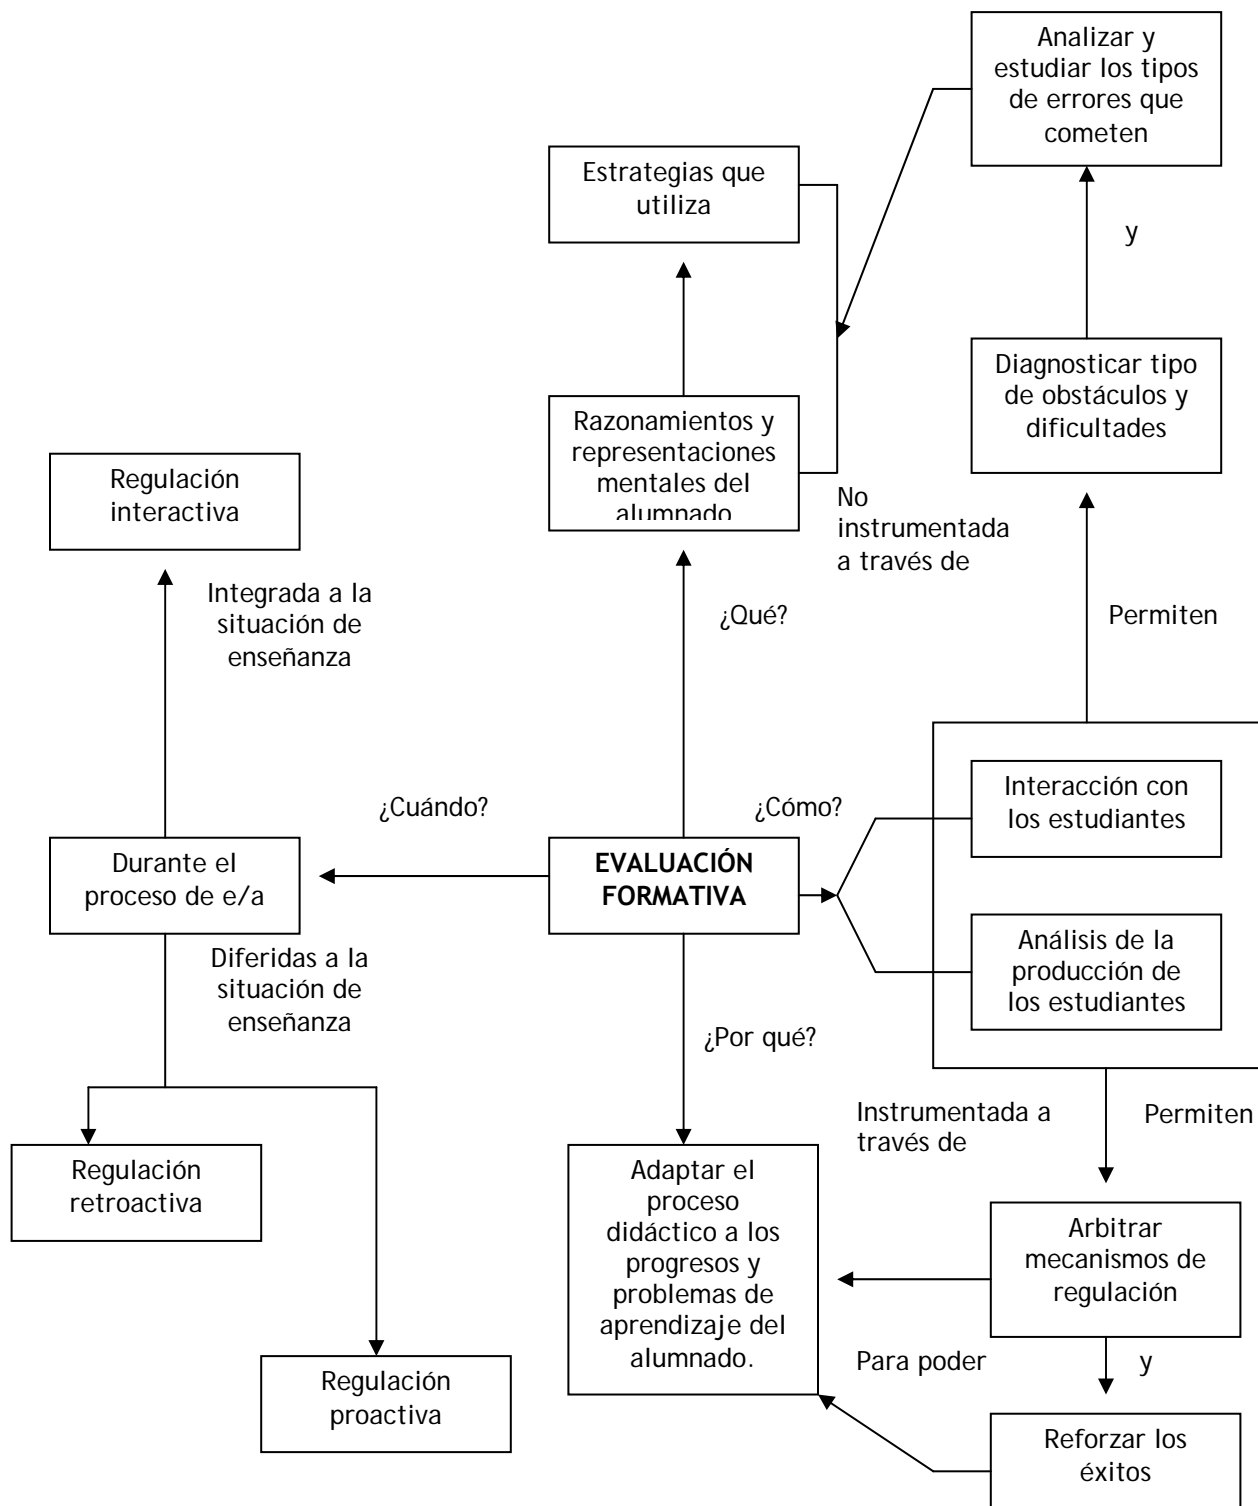 Analizar y
estudiar los tipos
de errores que
cometen
Estrategias que
utiliza
y
Diagnosticar tipo
de obstáculos y
dificultades
Razonamientos y
representaciones
mentales del
alumnado
Regulación
interactiva
No
instrumentada
a través de
Integrada a la
situación de
enseñanza
¿Qué?
Permiten
¿Cuándo?
¿Cómo?
Interacción con
los estudiantes
Durante el
proceso de e/a
EVALUACIÓN
FORMATIVA
Análisis de la
producción de
los estudiantes
Diferidas a la
situación de
enseñanza
¿Por qué?
Instrumentada a
través de
Permiten
Regulación
retroactiva
Adaptar el
proceso
didáctico a los
progresos y
problemas de
aprendizaje del
alumnado.
Arbitrar
mecanismos de
regulación
Para poder
y
Regulación
proactiva
Reforzar los
éxitos